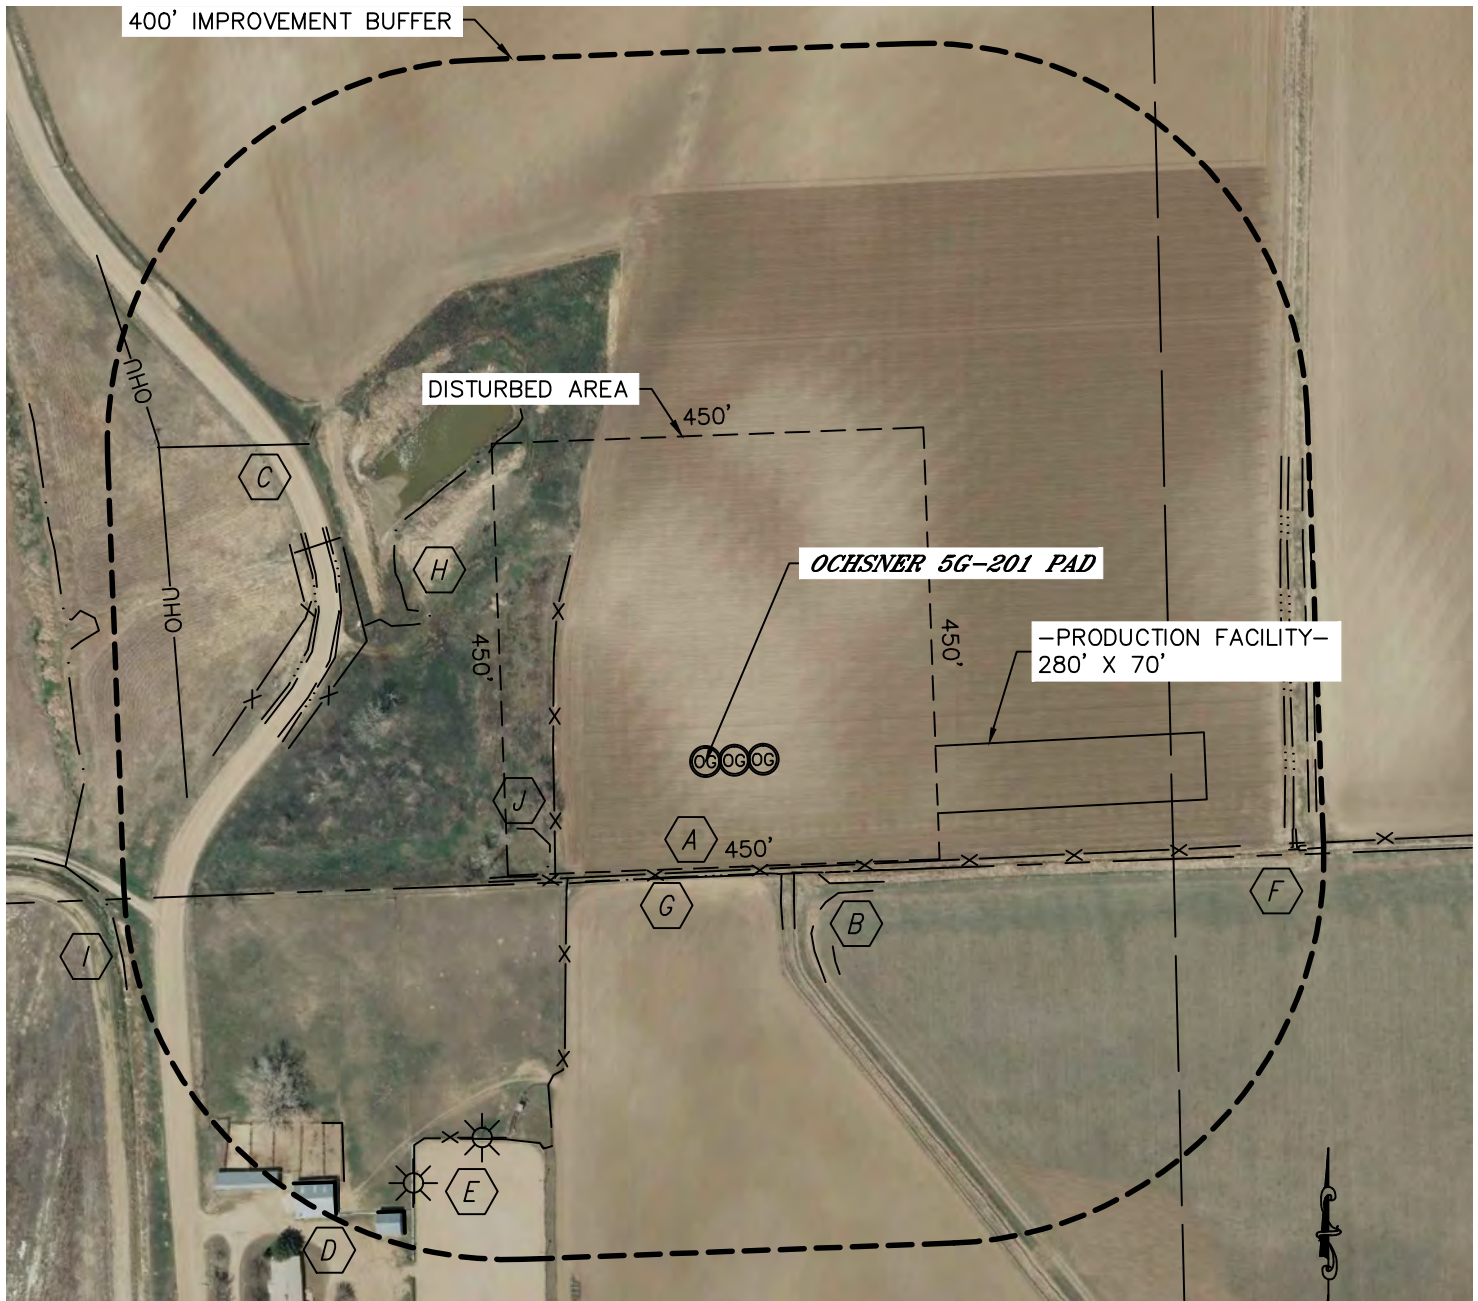 400' IMPROVEMENT BUFFER
OHU
DISTURBED AREA
450'
C
OCHSNER 5G-201 PAD
H
OHU
450'
450'
-PRODUCTION FACILITY-
280' X 70'
OG OG OG
J
A
450'
F
G
B
I
E
D